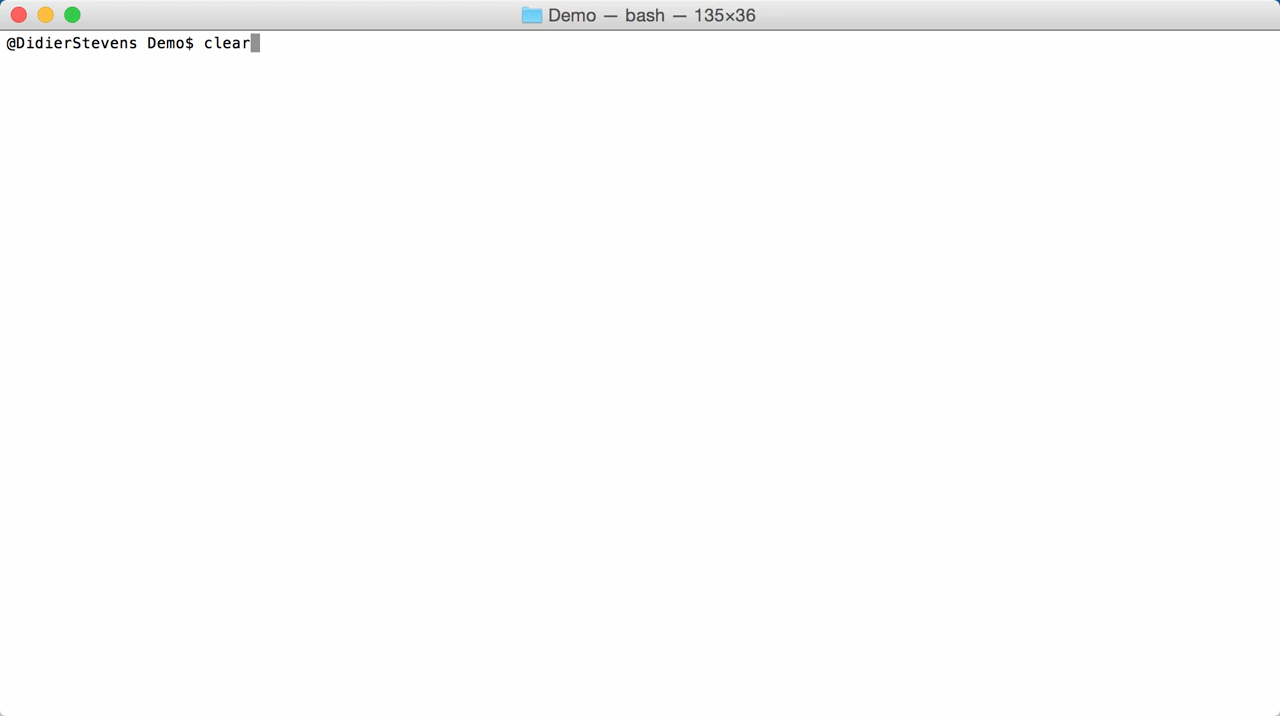 Demo — bash — 135×36
@DidierStevens Demo$ clear